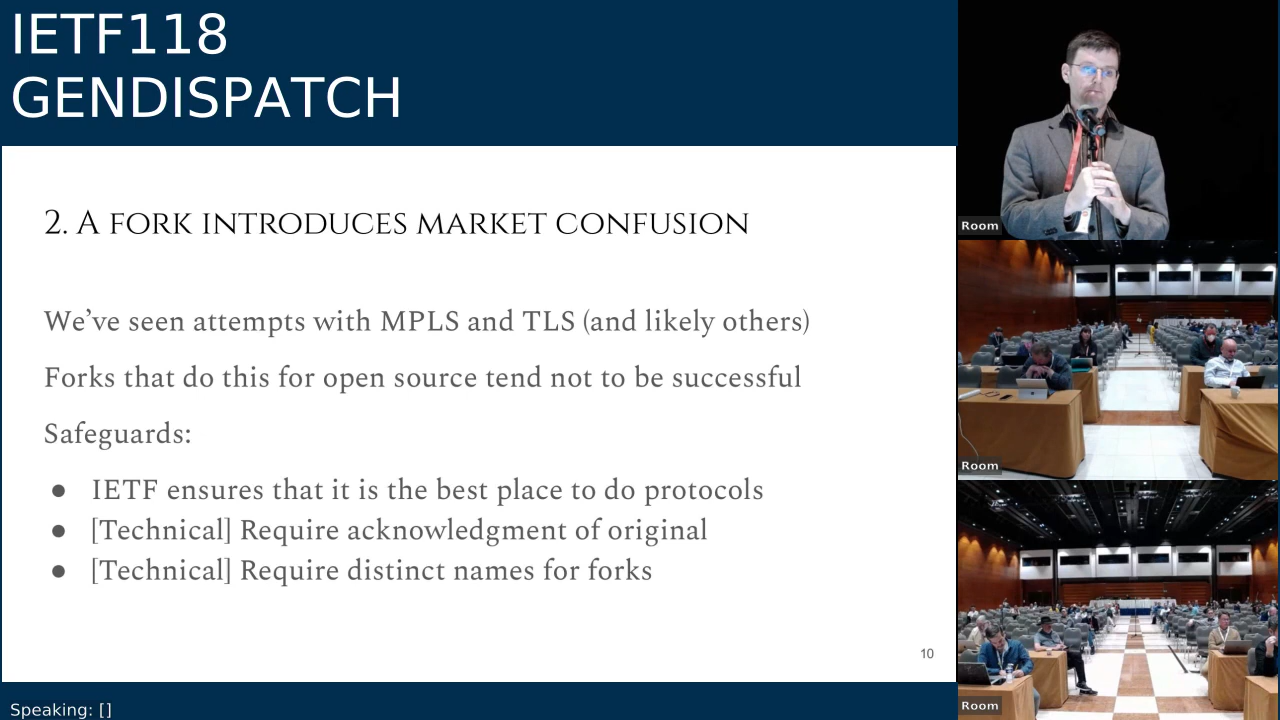 IETF118
GENDISPATCH
2. A FORK INTRODUCES MARKET CONFUSION
We’ve seen attempts with MPLS and TLS (and likely others)
Forks that do this for open source tend not to be successful
Safeguards:
● IETF ensures that it is the best place to do protocols
● [Technical] Require acknowledgment of original
● [Technical] Require distinct names for forks
10
Speaking: []
Room
Room
Room